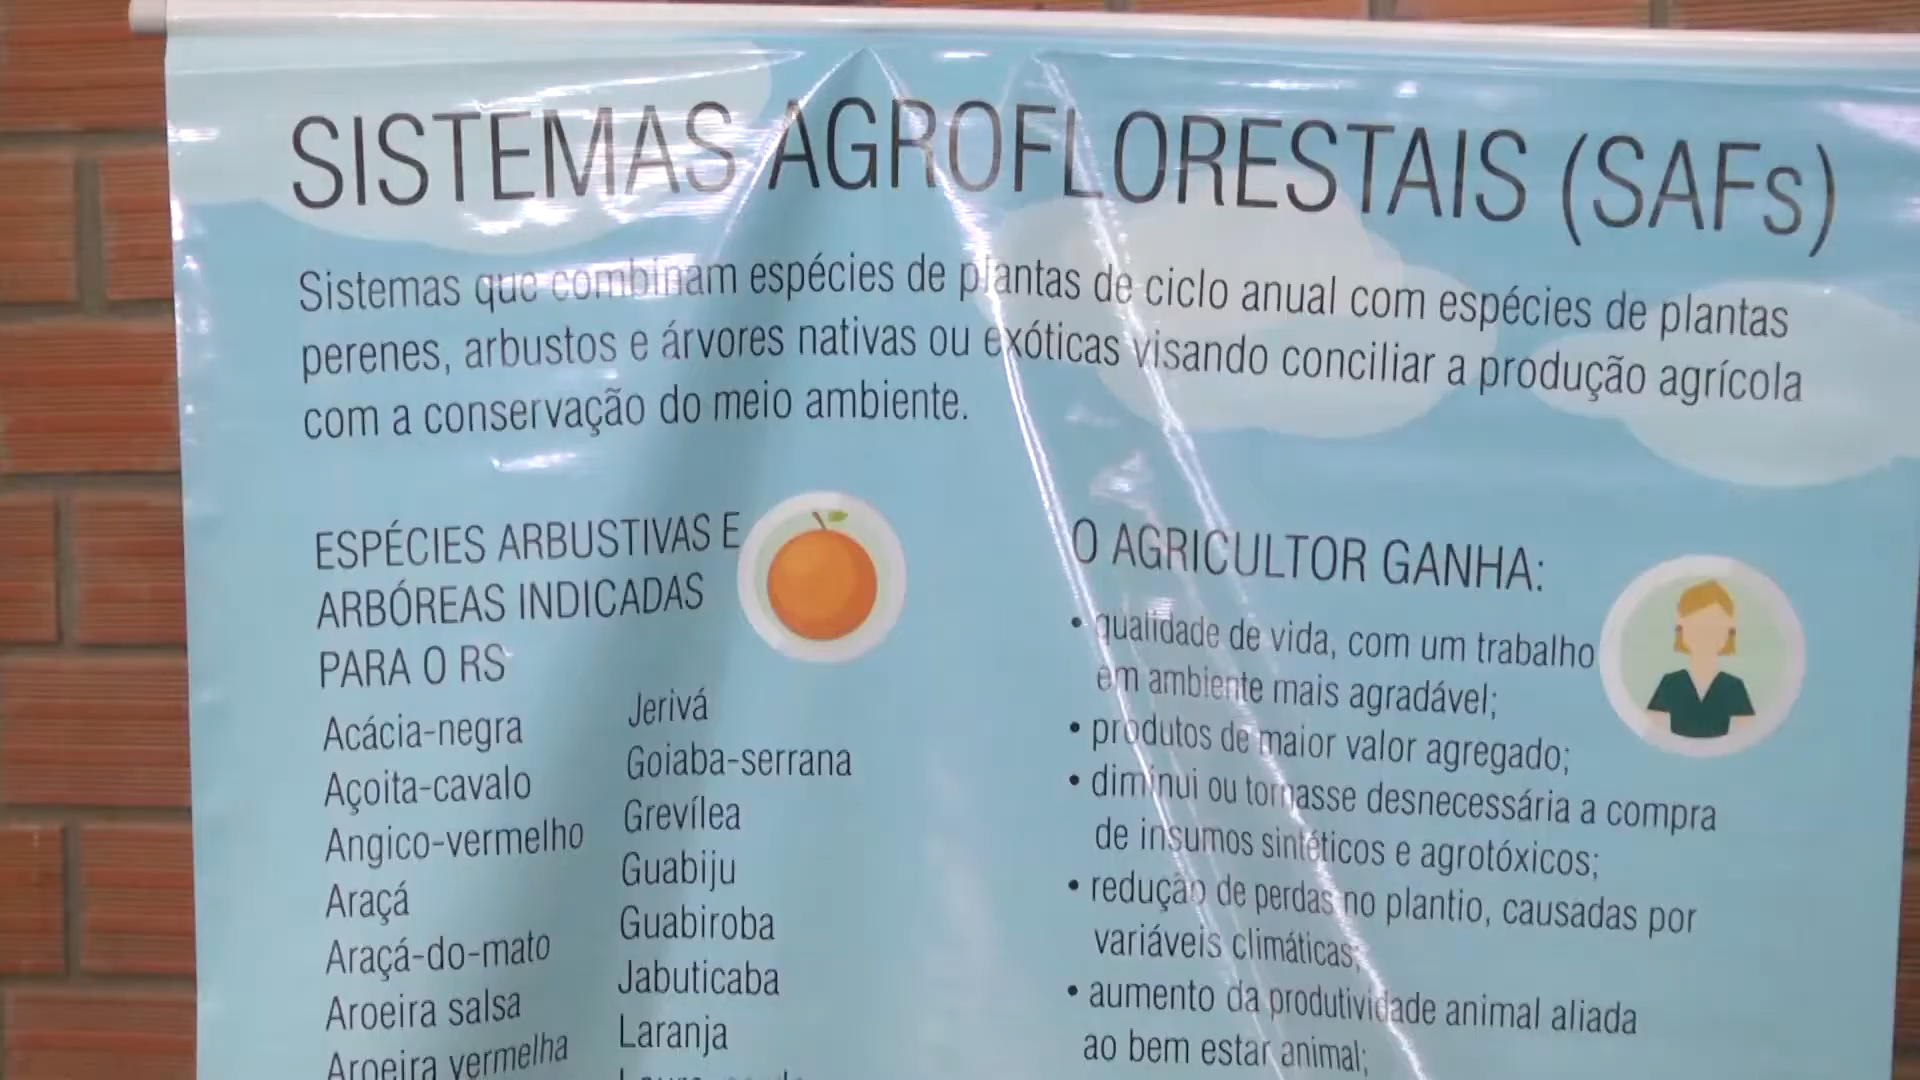 SISTEMAS AGROFLORESTAIS (SAFs)
Sistemas que combinam espécies de plantas de ciclo anual com espécies de plantas
perenes, arbustos e árvores nativas ou exóticas visando conciliar a produção agrícola
com a conservação do meio ambiente.
ESPÉCIES ARBUSTIVAS E
ARBÓREAS INDICADAS
PARA O RS
Acácia-negra
Açoita-cavalo
Angico-vermelho
Araçá
Araçá-do-mato
Aroeira salsa
Aroeira vermelha
Jerivá
Goiaba-serrana
Grevílea
Guabiju
Guabiroba
Jabuticaba
Laranja
O AGRICULTOR GANHA:
• qualidade de vida, com um trabalho
em ambiente mais agradável;
• produtos de maior valor agregado;
• diminui ou tornasse desnecessária a compra
de insumos sintéticos e agrotóxicos;
• redução de perdas no plantio, causadas por
variáveis climáticas;
• aumento da produtividade animal aliada
ao bem estar animal;